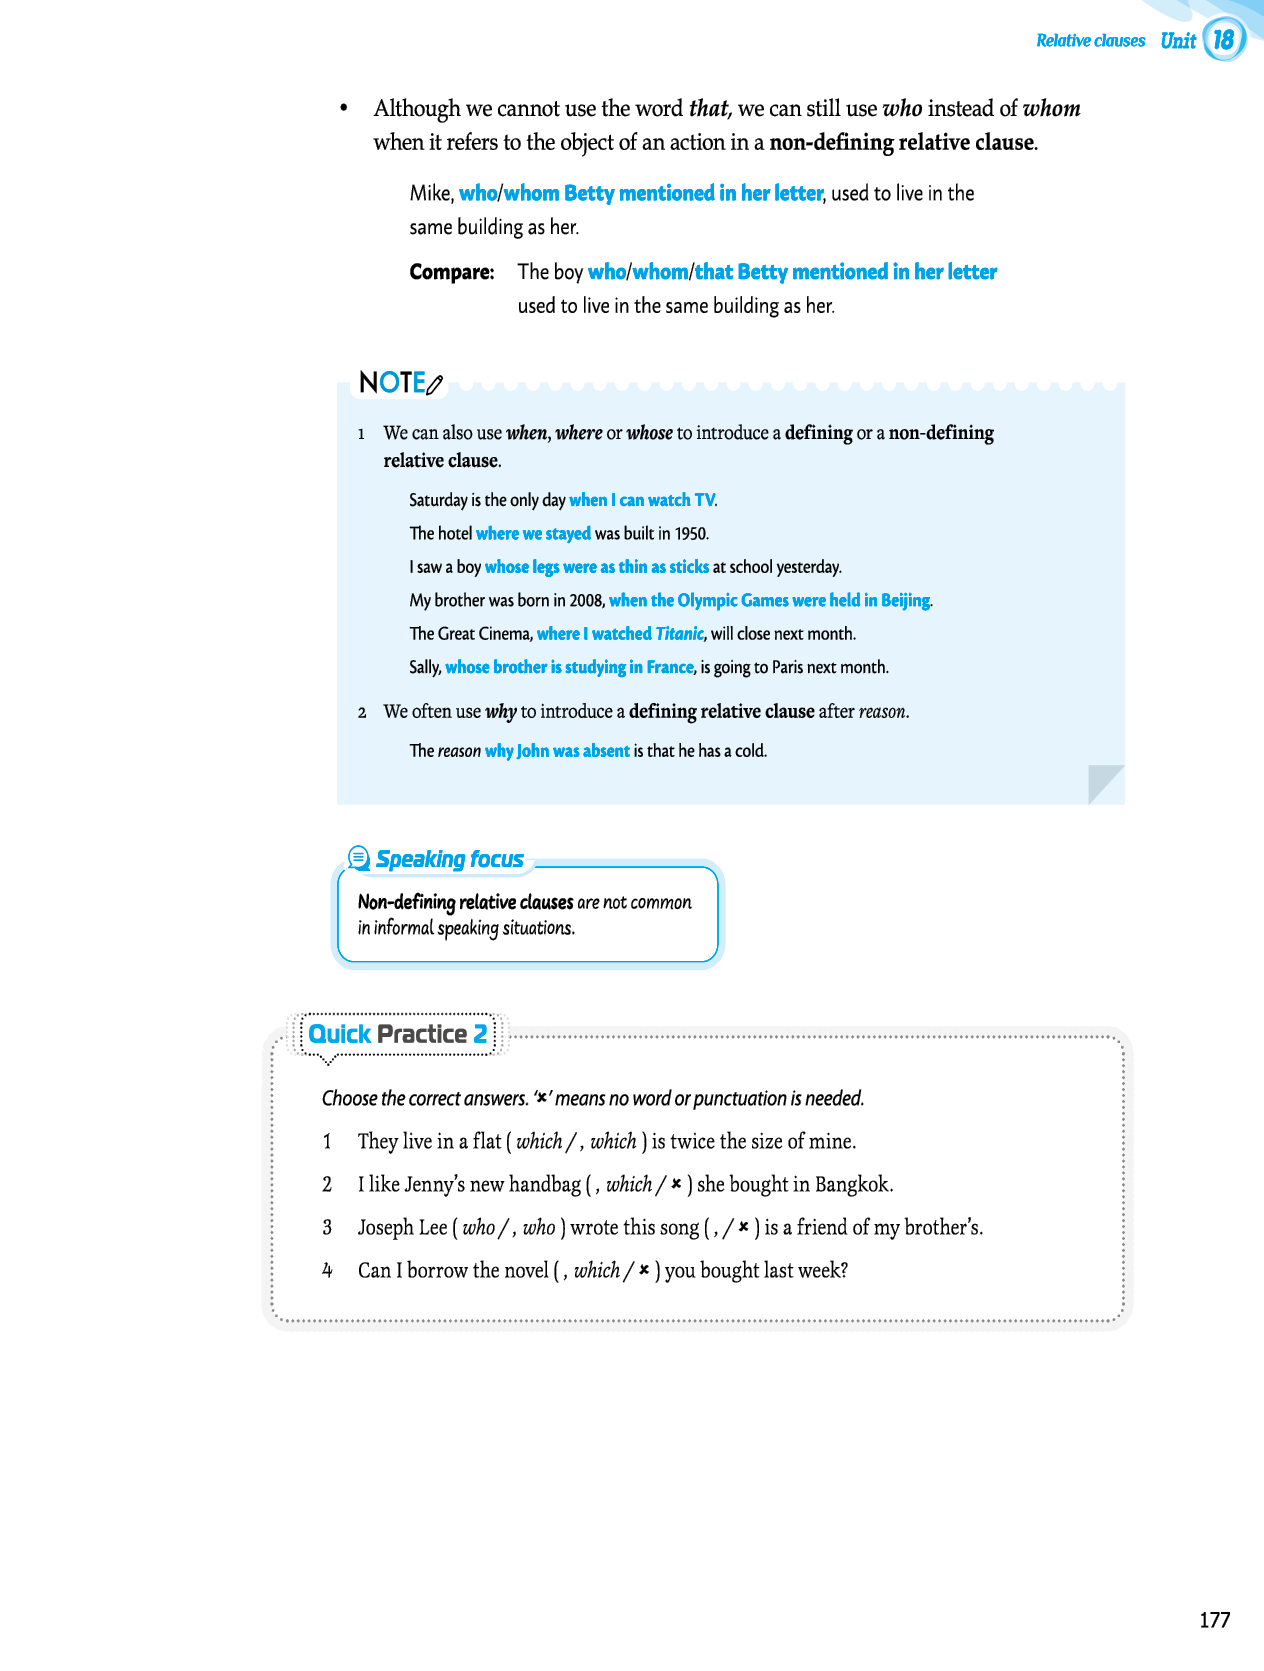 Relative clauses Unit 18
• Although we cannot use the word that, we can still use who instead of whom
when it refers to the object of an action in a non-defining relative clause.
Mike, who/whom Betty mentioned in her letter, used to live in the
same building as her.
Compare: The boy who/whom/that Betty mentioned in her letter
used to live in the same building as her.
NOTE
1 We can also use when, where or whose to introduce a defining or a non-defining
relative clause.
Saturday is the only day when I can watch TV.
The hotel where we stayed was built in 1950.
I saw a boy whose legs were as thin as sticks at school yesterday.
My brother was born in 2008, when the Olympic Games were held in Beijing.
The Great Cinema, where I watched Titanic, will close next month.
Sally, whose brother is studying in France, is going to Paris next month.
2 We often use why to introduce a defining relative clause after reason.
The reason why John was absent is that he has a cold.
Speaking focus
Non-defining relative clauses are not common
in informal speaking situations.
Quick Practice 2
Choose the correct answers. ‘✘’ means no word or punctuation is needed.
1 They live in a flat ( which / , which ) is twice the size of mine.
2 I like Jenny’s new handbag ( , which / ✘ ) she bought in Bangkok.
3 Joseph Lee ( who / , who ) wrote this song ( , / ✘ ) is a friend of my brother’s.
4 Can I borrow the novel ( , which / ✘ ) you bought last week?
177